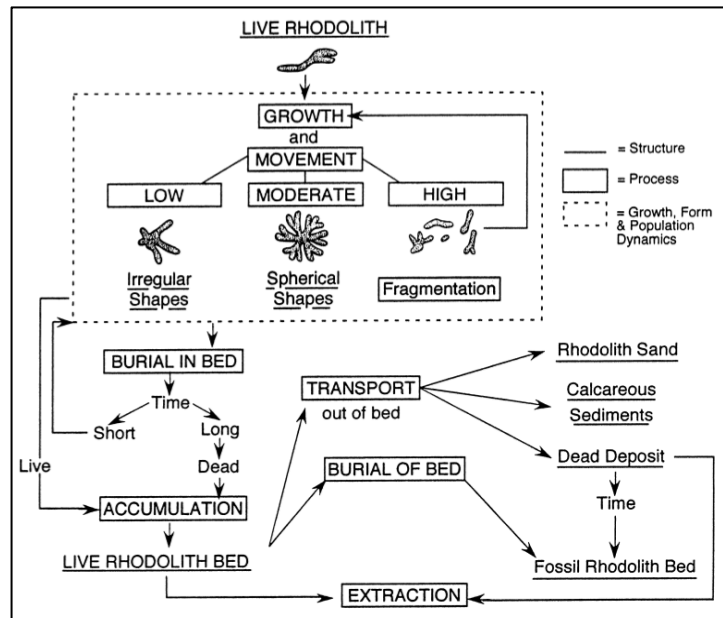 LIVE RHODOLITH
GROWTH
and
MOVEMENT
LOW
MODERATE
HIGH
Irregular
Shapes
Spherical
Shapes
Fragmentation
= Structure
= Process
= Growth, Form
& Population
Dynamics
BURIAL IN BED
Time
Short
Long
Live
Dead
ACCUMULATION
LIVE RHODOLITH BED
TRANSPORT
out of bed
BURIAL OF BED
Rhodolith Sand
Calcareous
Sediments
Dead Deposit
Time
Fossil Rhodolith Bed
EXTRACTION